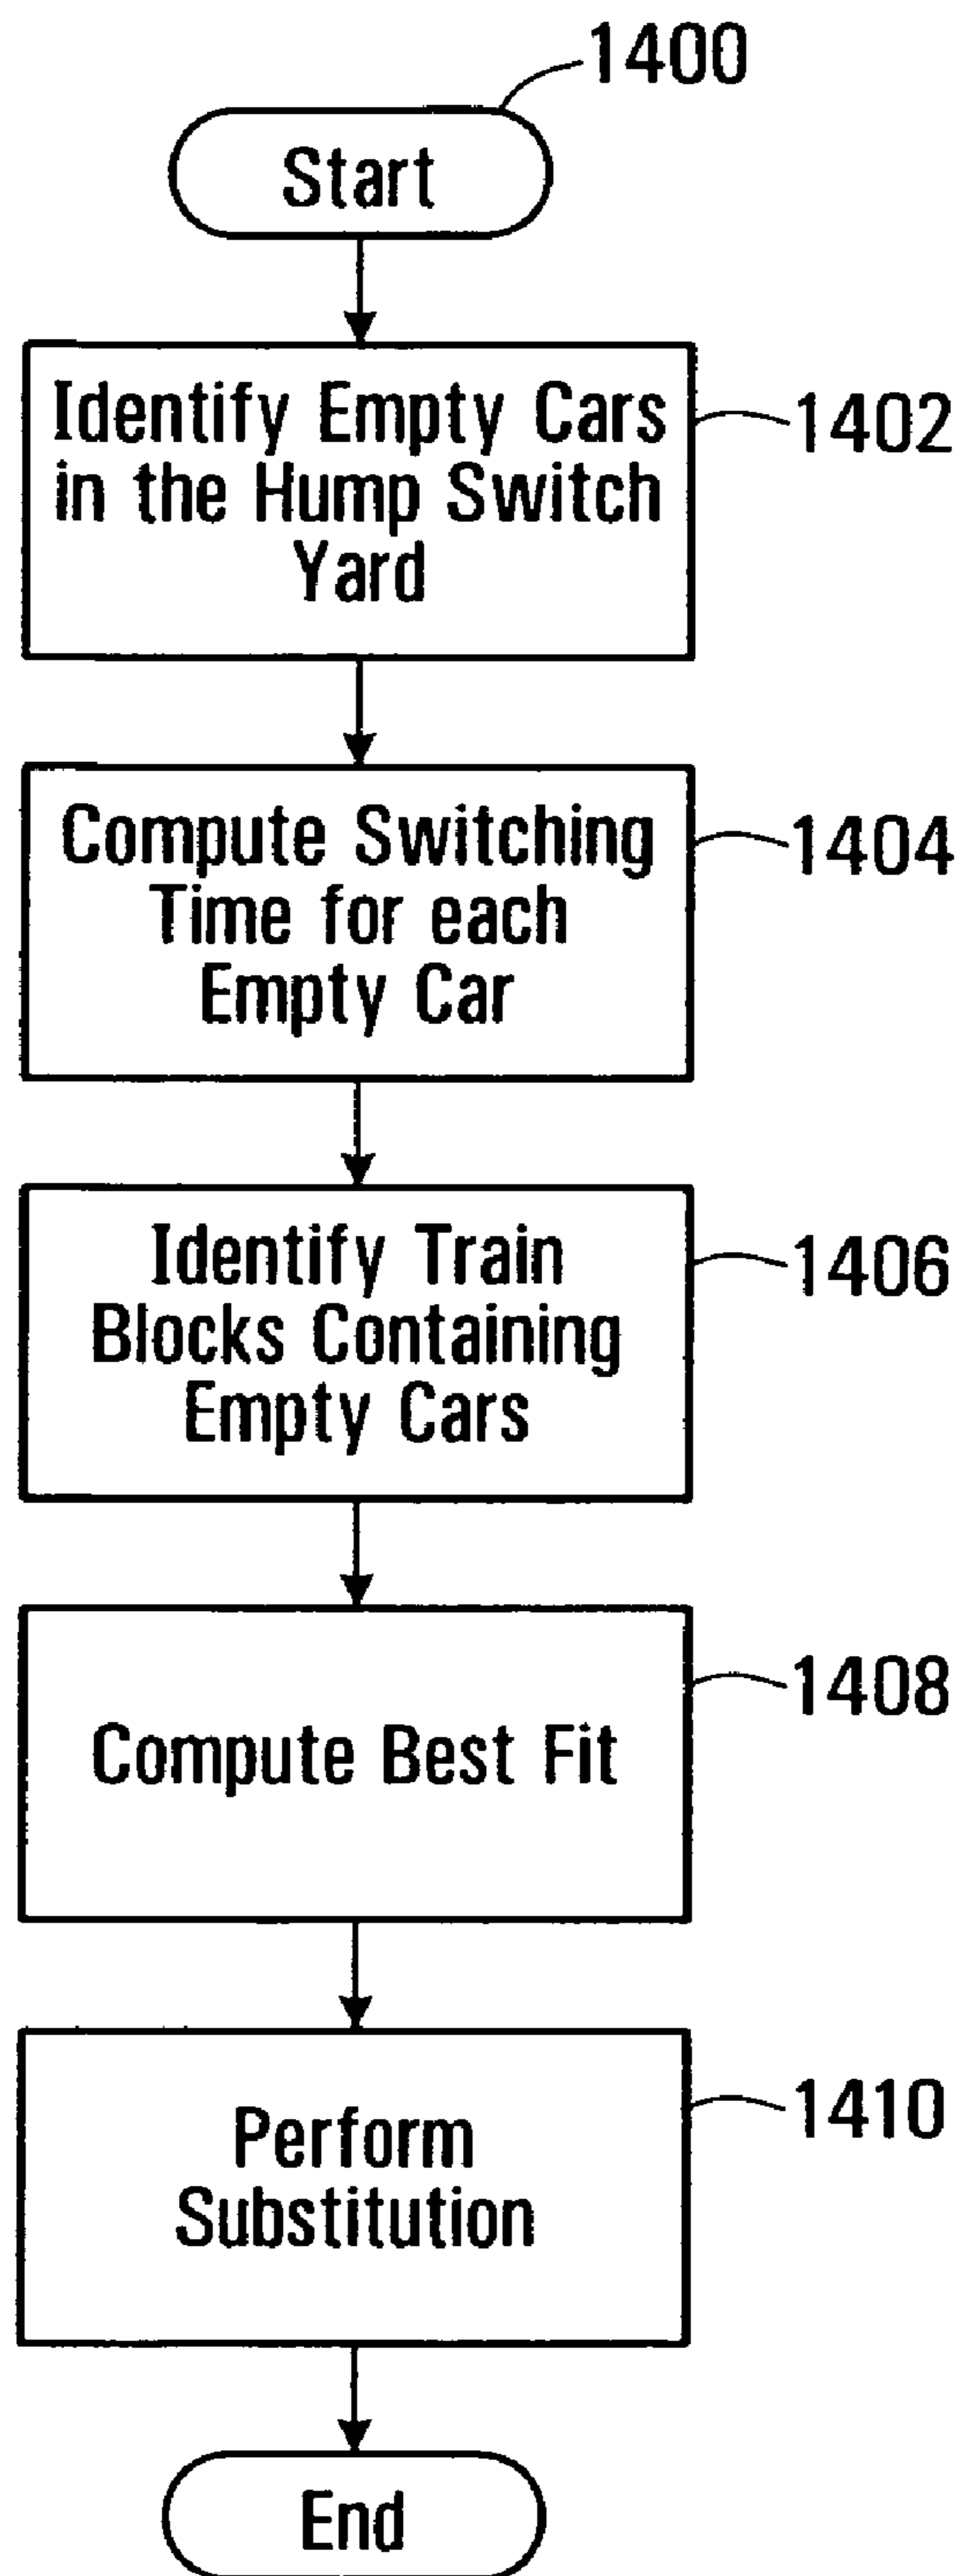 1400
Start
Identify Empty Cars
in the Hump Switch
Yard
1402
Compute Switching
Time for each
Empty Car
1404
Identify Train
Blocks Containing
Empty Cars
1406
Compute Best Fit
1408
Perform
Substitution
1410
End